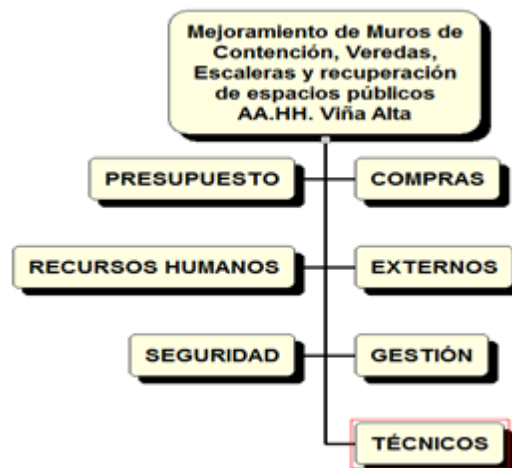 Mejoramiento de Muros de
Contención, Veredas,
Escaleras y recuperación
de espacios públicos
AA.HH. Viña Alta
PRESUPUESTO
COMPRAS
RECURSOS HUMANOS
EXTERNOS
SEGURIDAD
GESTIÓN
TÉCNICOS